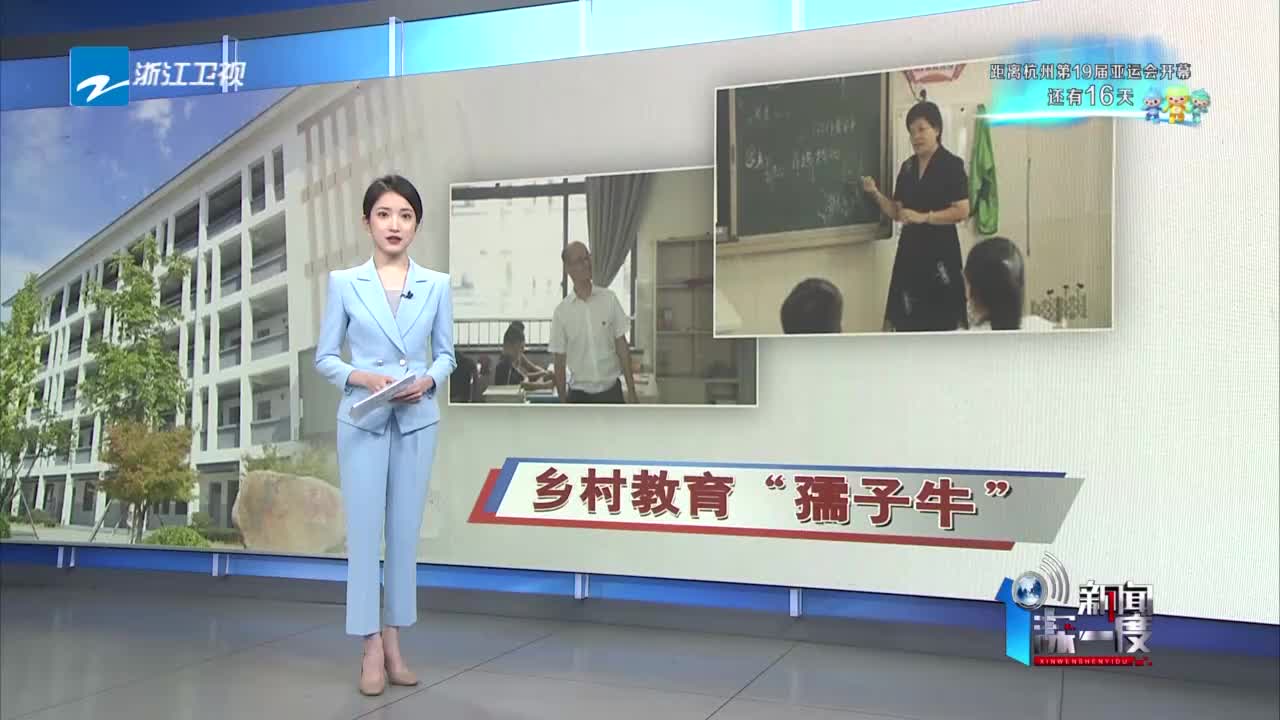 浙江卫视
距离杭州第19届亚运会开幕
还有16天
乡村教育“孺子牛”
新闻
深一度
XINWENSHENYIDU